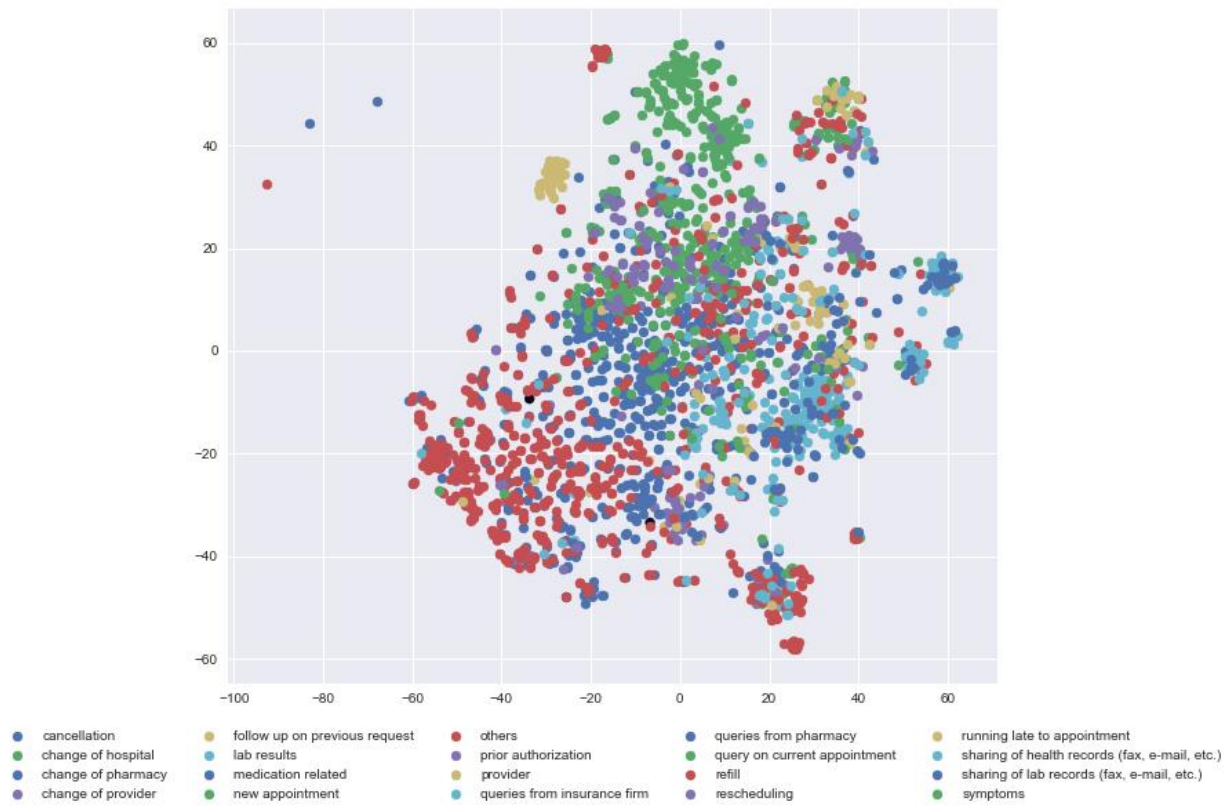 60
40
20
0
−20
−40
−60
−100 −80 −60 −40 −20 0 20 40 60
cancellation follow up on previous request others queries from pharmacy running late to appointment
change of hospital lab results prior authorization query on current appointment sharing of health records (fax, e-mail, etc.)
change of pharmacy medication related provider refill sharing of lab records (fax, e-mail, etc.)
change of provider new appointment queries from insurance firm rescheduling symptoms